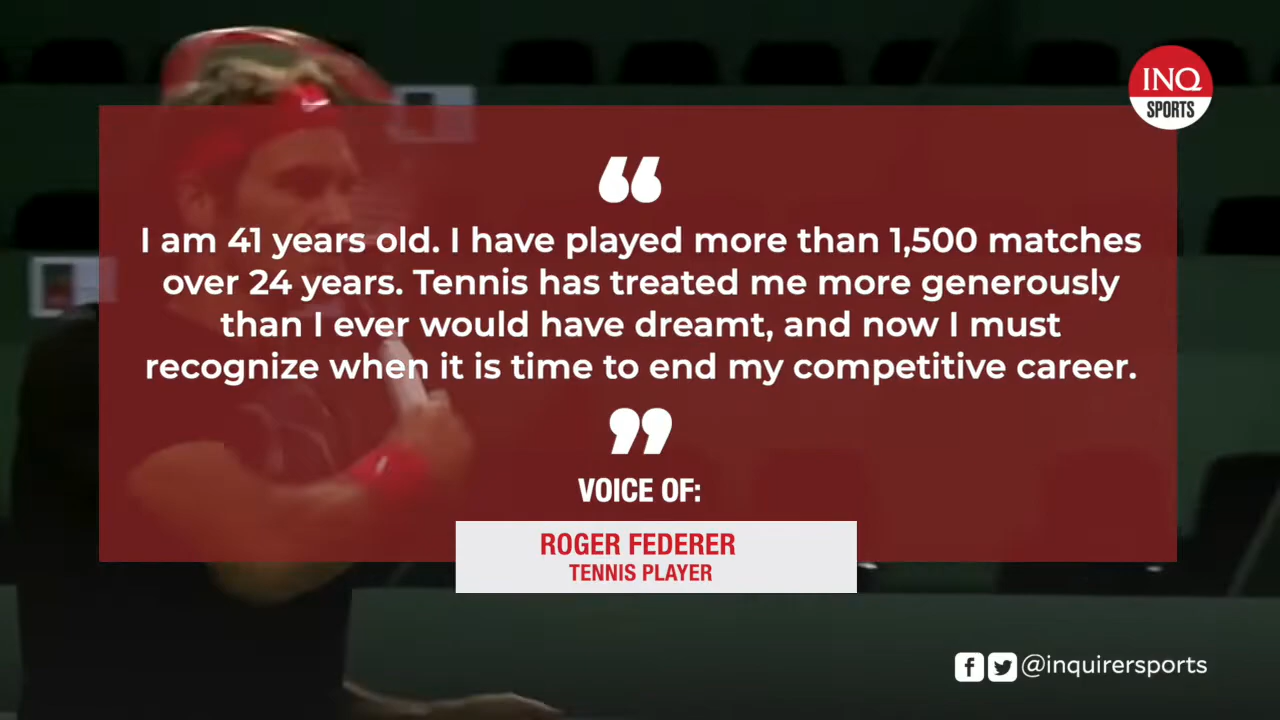 INQ
SPORTS
“
I am 41 years old. I have played more than 1,500 matches
over 24 years. Tennis has treated me more generously
than I ever would have dreamt, and now I must
recognize when it is time to end my competitive career.
”
VOICE OF:
ROGER FEDERER
TENNIS PLAYER
@inquirersports